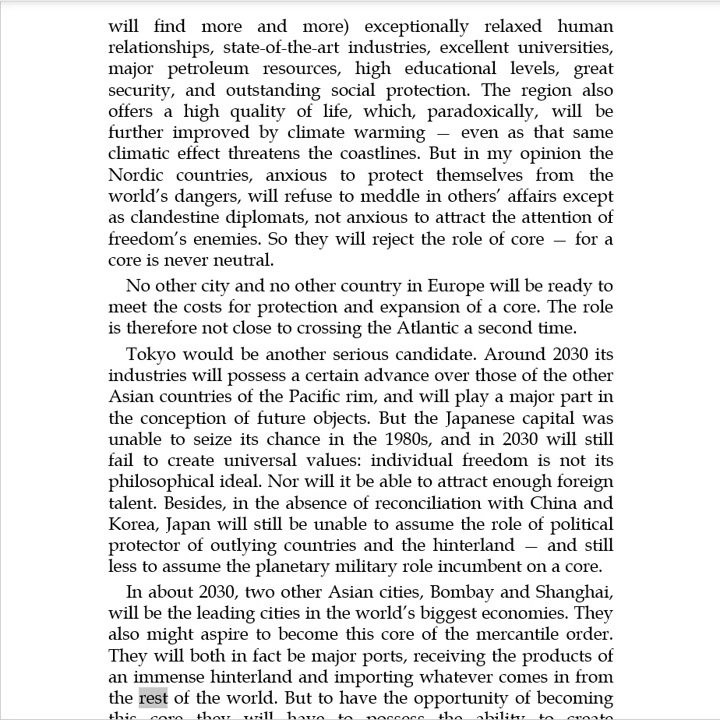 will find more and more) exceptionally relaxed human
relationships, state-of-the-art industries, excellent universities,
major petroleum resources, high educational levels, great
security, and outstanding social protection. The region also
offers a high quality of life, which, paradoxically, will be
further improved by climate warming — even as that same
climatic effect threatens the coastlines. But in my opinion the
Nordic countries, anxious to protect themselves from the
world’s dangers, will refuse to meddle in others’ affairs except
as clandestine diplomats, not anxious to attract the attention of
freedom’s enemies. So they will reject the role of core — for a
core is never neutral.
No other city and no other country in Europe will be ready to
meet the costs for protection and expansion of a core. The role
is therefore not close to crossing the Atlantic a second time.
Tokyo would be another serious candidate. Around 2030 its
industries will possess a certain advance over those of the other
Asian countries of the Pacific rim, and will play a major part in
the conception of future objects. But the Japanese capital was
unable to seize its chance in the 1980s, and in 2030 will still
fail to create universal values: individual freedom is not its
philosophical ideal. Nor will it be able to attract enough foreign
talent. Besides, in the absence of reconciliation with China and
Korea, Japan will still be unable to assume the role of political
protector of outlying countries and the hinterland — and still
less to assume the planetary military role incumbent on a core.
In about 2030, two other Asian cities, Bombay and Shanghai,
will be the leading cities in the world’s biggest economies. They
also might aspire to become this core of the mercantile order.
They will both in fact be major ports, receiving the products of
an immense hinterland and importing whatever comes in from
the rest of the world. But to have the opportunity of becoming
this core they will have to possess the ability to create